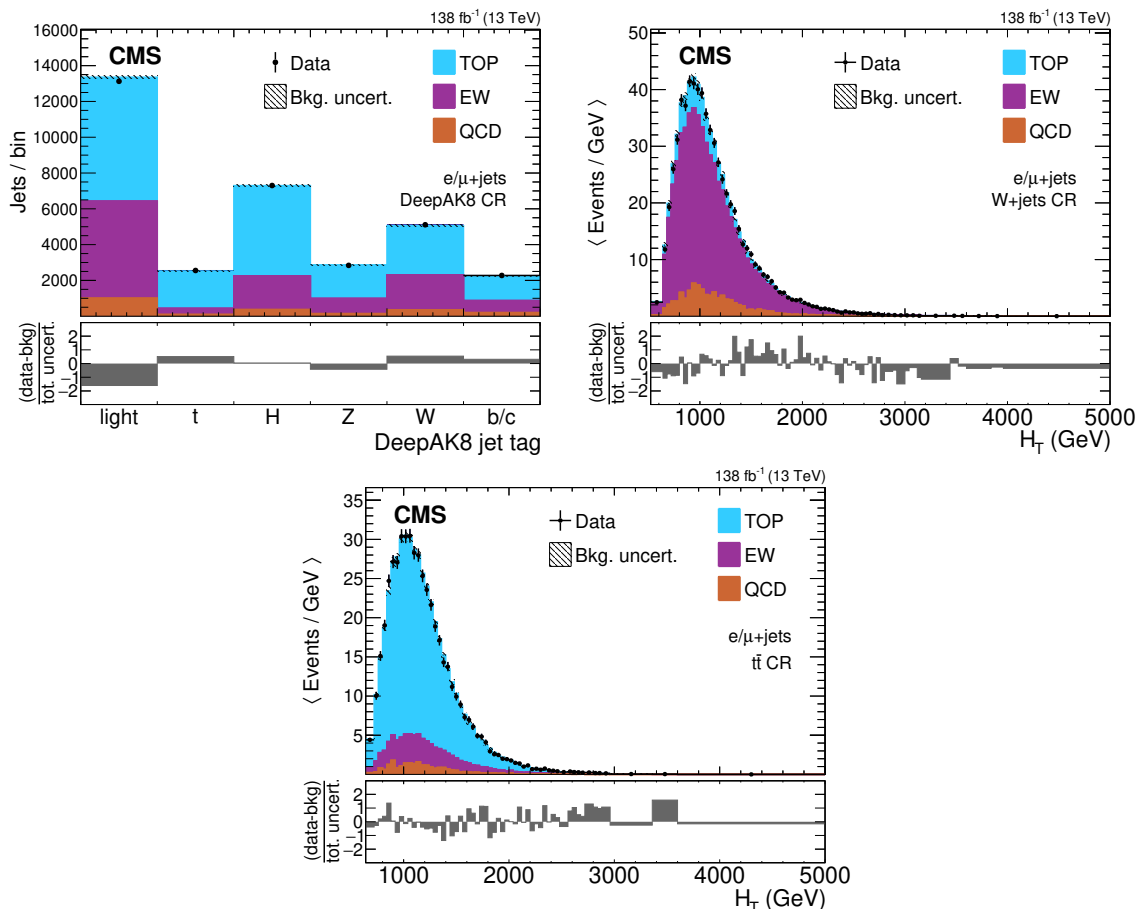 138 fb⁻¹ (13 TeV)
CMS
Data
Bkg. uncert.
TOP
EW
QCD
e/μ+jets
DeepAK8 CR
Jets / bin
16000
14000
12000
10000
8000
6000
4000
2000
(data-bkg)
tot. uncert.
2
1
0
−1
−2
light t H Z W b/c
DeepAK8 jet tag
138 fb⁻¹ (13 TeV)
CMS
Data
Bkg. uncert.
TOP
EW
QCD
e/μ+jets
W+jets CR
⟨ Events / GeV ⟩
50
40
30
20
10
0
(data-bkg)
tot. uncert.
2
1
0
−1
−2
1000 2000 3000 4000 5000
H_T (GeV)
138 fb⁻¹ (13 TeV)
CMS
Data
Bkg. uncert.
TOP
EW
QCD
e/μ+jets
tt̄ CR
⟨ Events / GeV ⟩
35
30
25
20
15
10
5
(data-bkg)
tot. uncert.
2
1
0
−1
−2
1000 2000 3000 4000 5000
H_T (GeV)